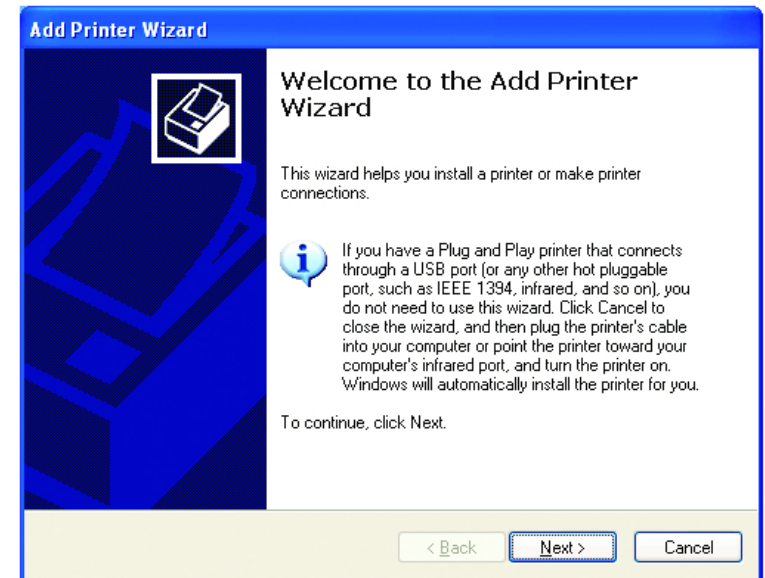 Add Printer Wizard
Welcome to the Add Printer
Wizard
This wizard helps you install a printer or make printer
connections.
If you have a Plug and Play printer that connects
through a USB port (or any other hot pluggable
port, such as IEEE 1394, infrared, and so on), you
do not need to use this wizard. Click Cancel to
close the wizard, and then plug the printer's cable
into your computer or point the printer toward your
computer's infrared port, and turn the printer on.
Windows will automatically install the printer for you.
To continue, click Next.
< Back Next > Cancel